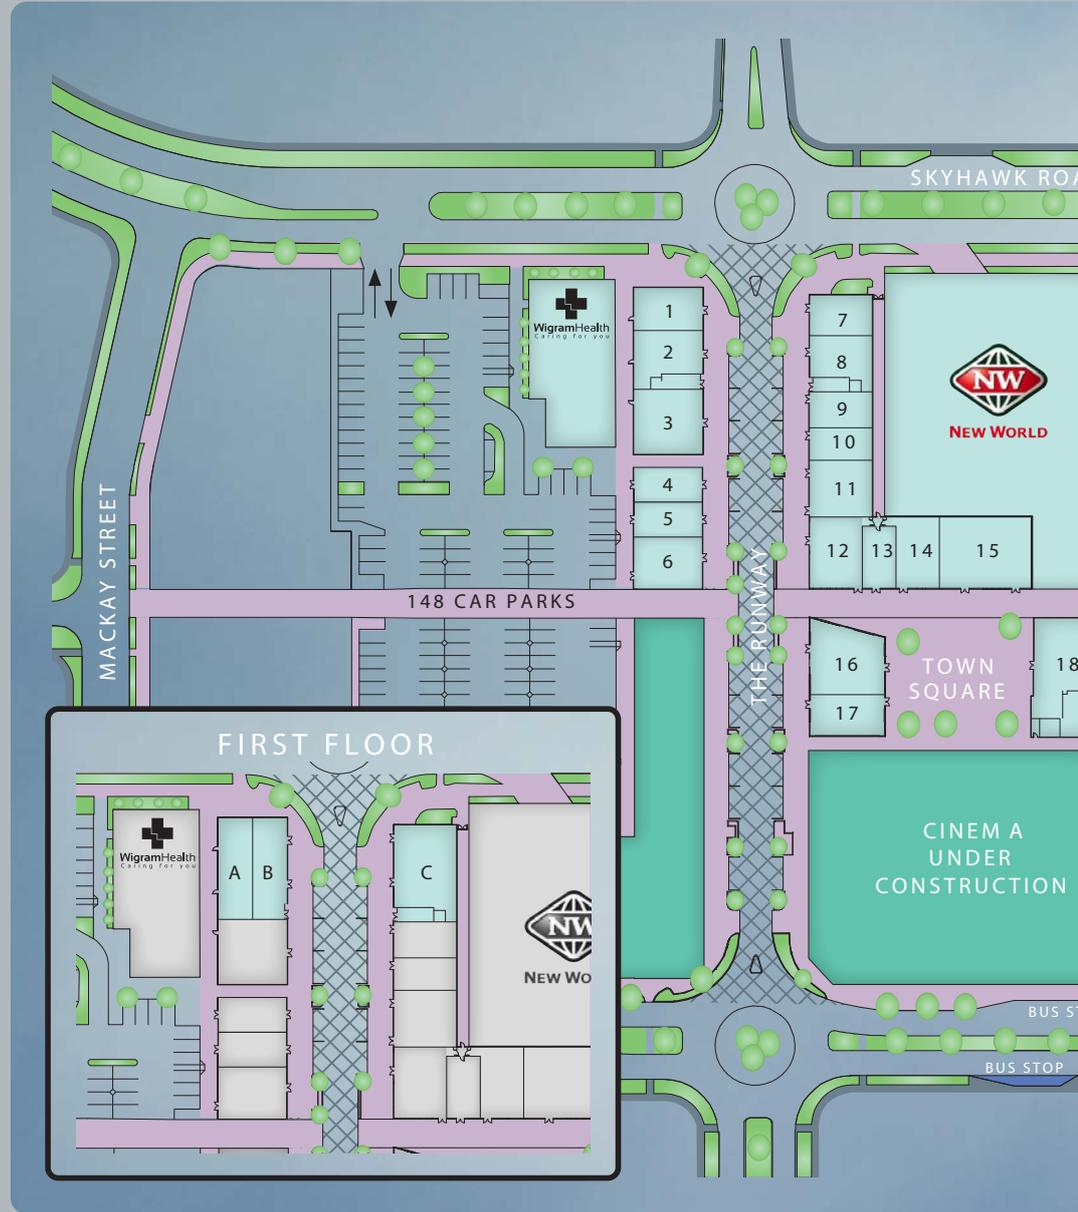 SKYHAWK ROA
WigramHealth
Caring for you
1
2
3
4
5
6
7
8
9
10
11
12
13
14
15
NW
NEW WORLD
MACKAY STREET
148 CAR PARKS
THE RUNWAY
16
17
TOWN
SQUARE
18
CINEM A
UNDER
CONSTRUCTION
BUS ST
BUS STOP
FIRST FLOOR
WigramHealth
Caring for you
A
B
C
NW
NEW WO